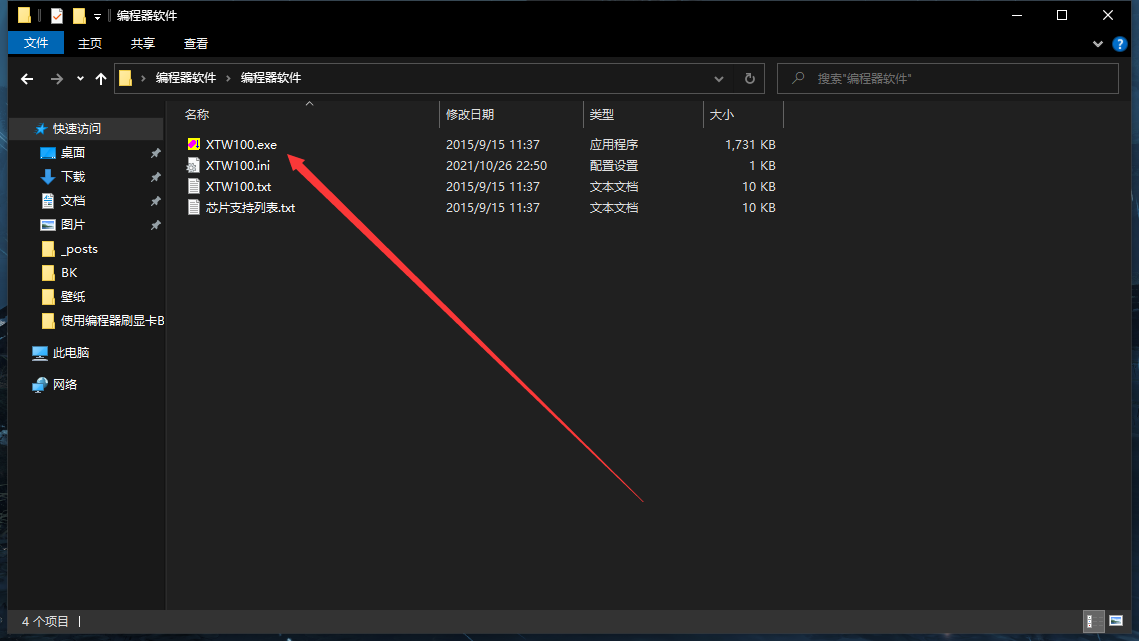 编程器软件
文件 主页 共享 查看 ?
编程器软件 编程器软件 搜索"编程器软件"
名称 修改日期 类型 大小
快速访问
桌面
下载
文档
图片
_posts
BK
壁纸
使用编程器刷显卡B
此电脑
网络
XTW100.exe 2015/9/15 11:37 应用程序 1,731 KB
XTW100.ini 2021/10/26 22:50 配置设置 1 KB
XTW100.txt 2015/9/15 11:37 文本文档 10 KB
芯片支持列表.txt 2015/9/15 11:37 文本文档 10 KB
4 个项目